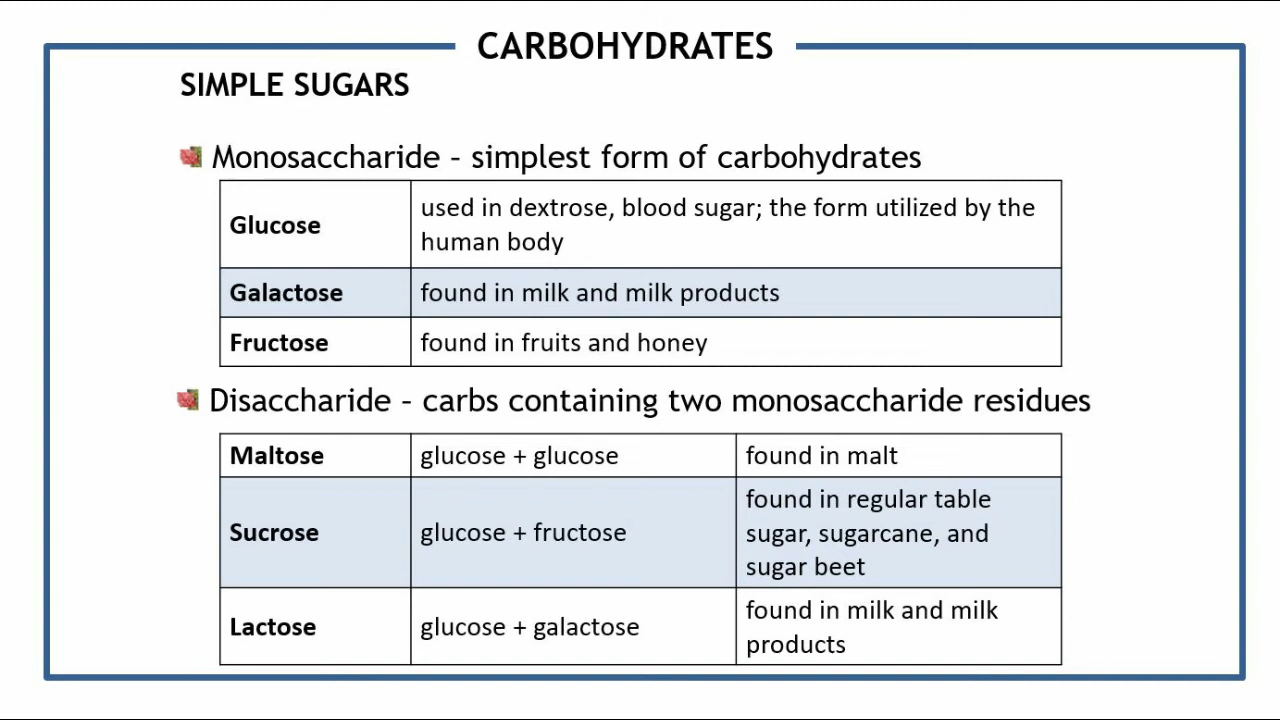 CARBOHYDRATES
SIMPLE SUGARS
Monosaccharide - simplest form of carbohydrates
Glucose
used in dextrose, blood sugar; the form utilized by the
human body
Galactose
found in milk and milk products
Fructose
found in fruits and honey
Disaccharide - carbs containing two monosaccharide residues
Maltose
glucose + glucose
found in malt
Sucrose
glucose + fructose
found in regular table
sugar, sugarcane, and
sugar beet
Lactose
glucose + galactose
found in milk and milk
products